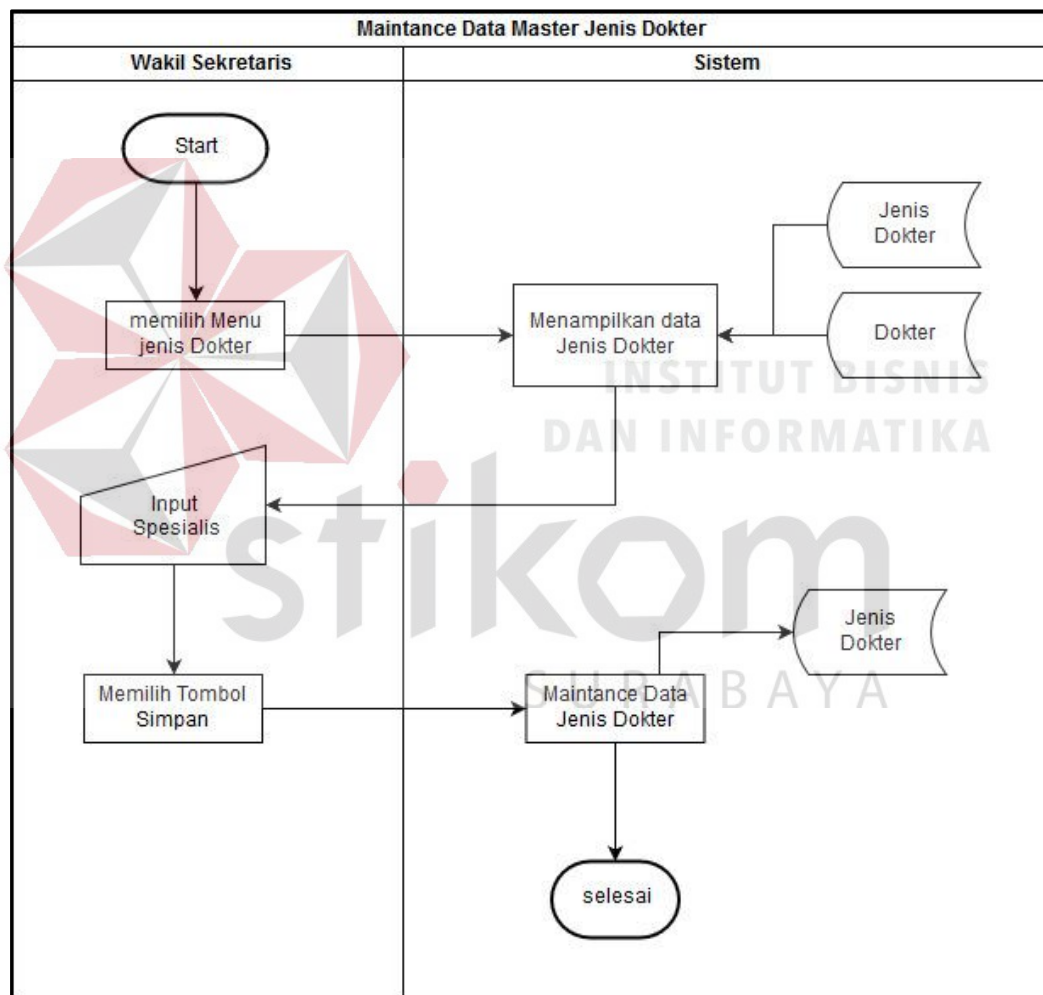 Maintance Data Master Jenis Dokter
Wakil Sekretaris
Sistem
Start
Jenis
Dokter
memilih Menu
jenis Dokter
Menampilkan data
Jenis Dokter
Dokter
INSTITUT BISNIS
DAN INFORMATIKA
Input
Spesialis
stikom
SURABAYA
Jenis
Dokter
Memilih Tombol
Simpan
Maintance Data
Jenis Dokter
selesai